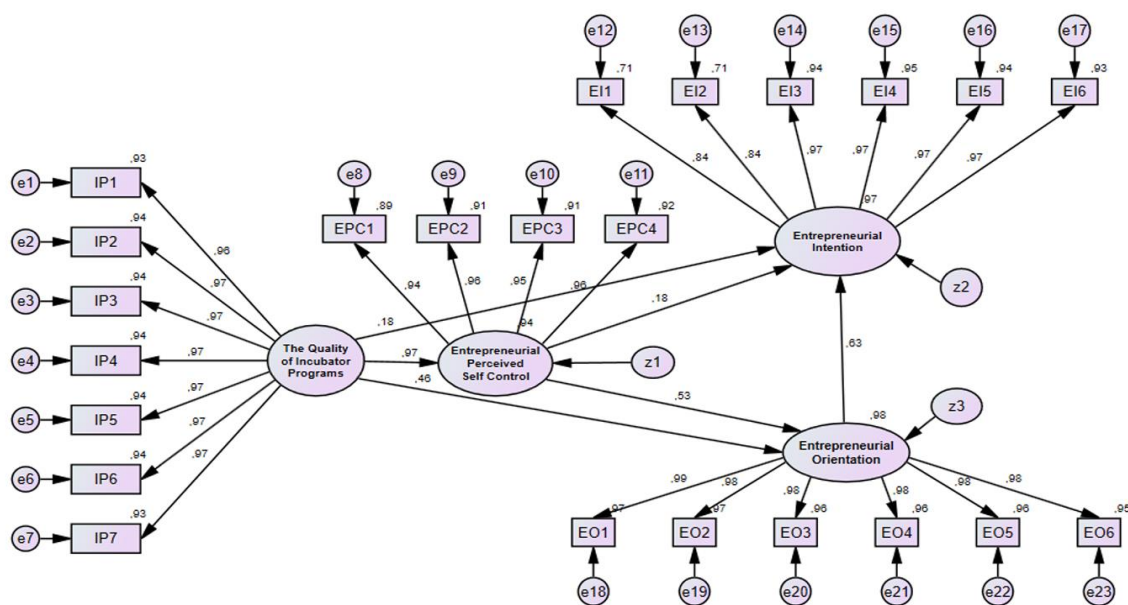 e12 e13 e14 e15 e16 e17
,71 ,71 ,94 ,95 ,94 ,93
EI1 EI2 EI3 EI4 EI5 EI6
,84 ,84 ,97 ,97 ,97 ,97
,97
Entrepreneurial
Intention
z2
e1 ,93 IP1
e2 ,94 IP2
e3 ,94 IP3
e4 ,94 IP4
e5 ,94 IP5
e6 ,94 IP6
e7 ,93 IP7
,96
,97
,97
,97
,97
,97
,97
The Quality
of Incubator
Programs
e8 e9 e10 e11
,89 ,91 ,91 ,92
EPC1 EPC2 EPC3 EPC4
,94 ,96 ,95 ,96
,94
Entrepreneurial
Perceived
Self Control
z1
,18
,97
,46
,18
,53
,63
z3
,98
Entrepreneurial
Orientation
,99 ,98 ,98 ,98 ,98 ,98
,97 ,97 ,96 ,96 ,96 ,95
EO1 EO2 EO3 EO4 EO5 EO6
e18 e19 e20 e21 e22 e23